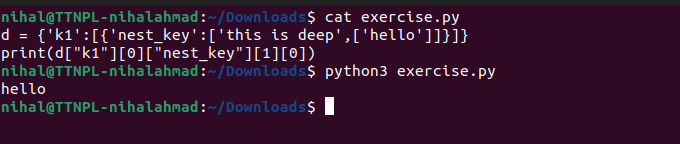 nihal@TTNPL-nihalahmad:~/Downloads$ cat exercise.py
d = {'k1':[{'nest_key':['this is deep',['hello']]}]}
print(d["k1"][0]["nest_key"][1][0])
nihal@TTNPL-nihalahmad:~/Downloads$ python3 exercise.py
hello
nihal@TTNPL-nihalahmad:~/Downloads$